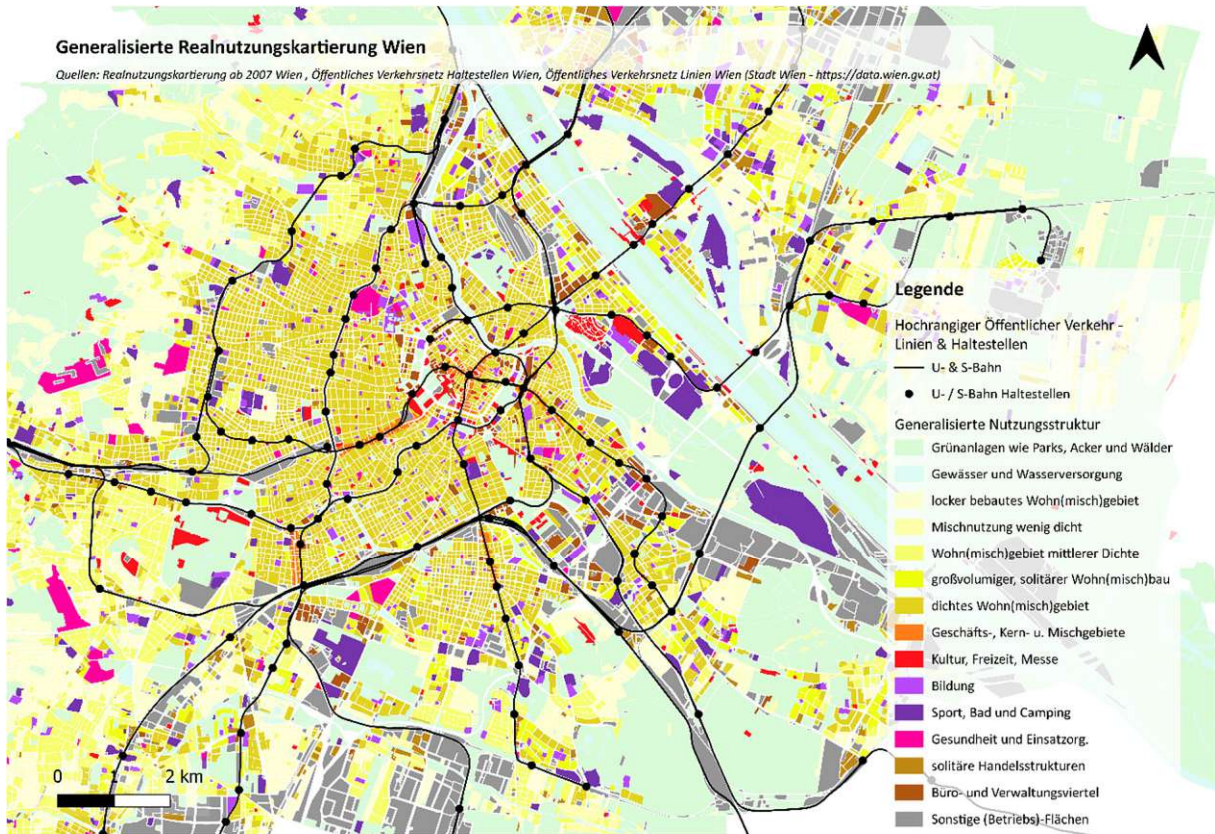 Generalisierte Realnutzungskartierung Wien
Quellen: Realnutzungskartierung ab 2007 Wien , Öffentliches Verkehrsnetz Haltestellen Wien, Öffentliches Verkehrsnetz Linien Wien (Stadt Wien - https://data.wien.gv.at)
Legende
Hochrangiger Öffentlicher Verkehr -
Linien & Haltestellen
U- & S-Bahn
U- / S-Bahn Haltestellen
Generalisierte Nutzungsstruktur
Grünanlagen wie Parks, Acker und Wälder
Gewässer und Wasserversorgung
locker bebautes Wohn(misch)gebiet
Mischnutzung wenig dicht
Wohn(misch)gebiet mittlerer Dichte
großvolumiger, solitärer Wohn(misch)bau
dichtes Wohn(misch)gebiet
Geschäfts-, Kern- u. Mischgebiete
Kultur, Freizeit, Messe
Bildung
Sport, Bad und Camping
Gesundheit und Einsatzorg.
solitäre Handelsstrukturen
Büro- und Verwaltungsviertel
Sonstige (Betriebs)-Flächen
0 1 2 km